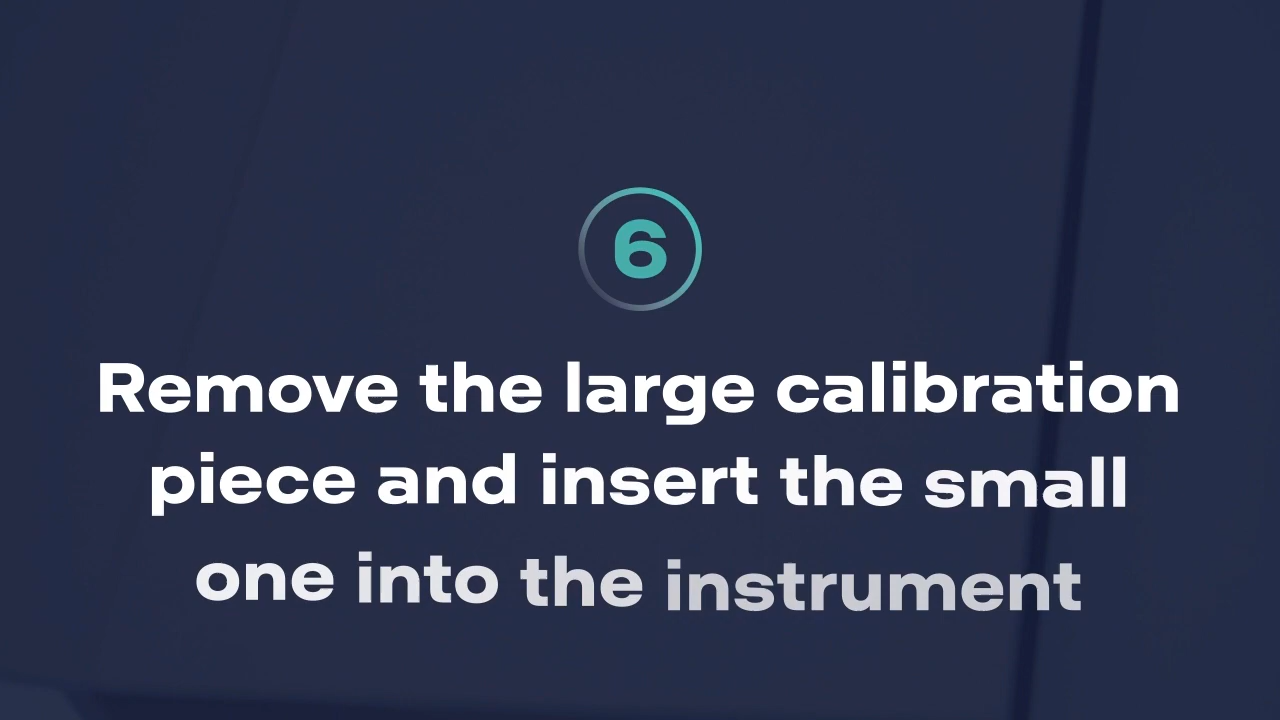 6
Remove the large calibration
piece and insert the small
one into the instrument